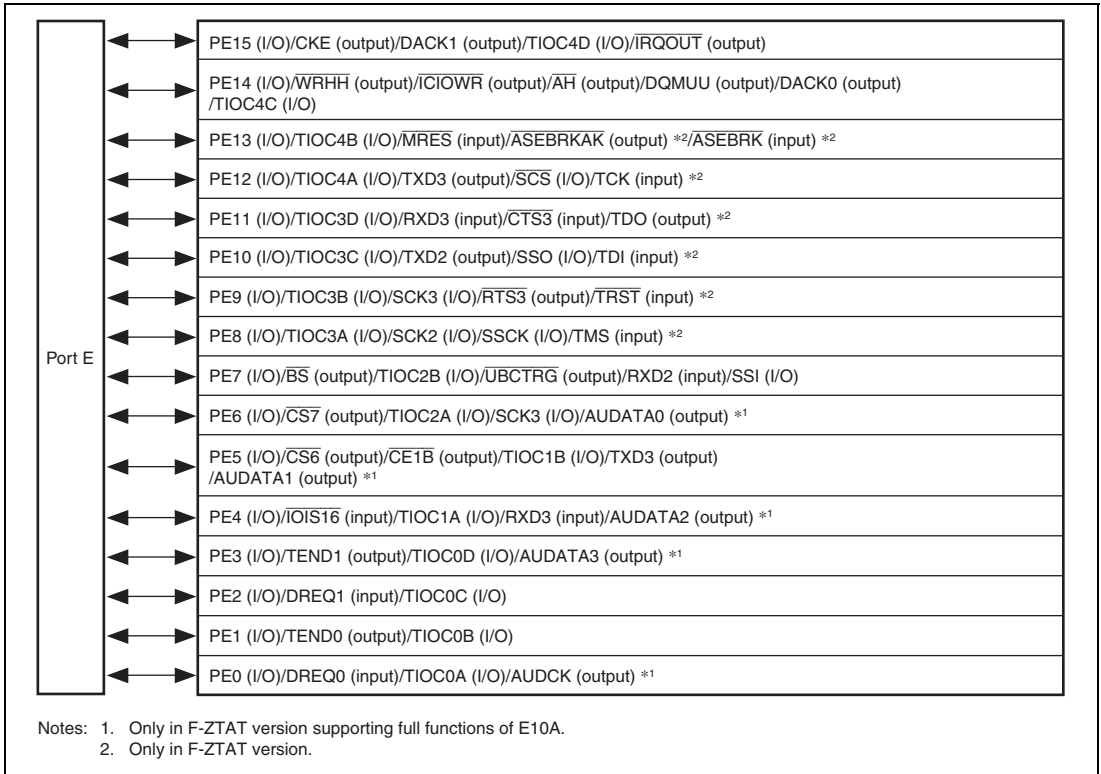 PE15 (I/O)/CKE (output)/DACK1 (output)/TIOC4D (I/O)/IRQOUT (output)
PE14 (I/O)/WRHH (output)/ICIOWR (output)/AH (output)/DQMUU (output)/DACK0 (output)
/TIOC4C (I/O)
PE13 (I/O)/TIOC4B (I/O)/MRES (input)/ASEBRKAK (output) *2/ASEBRK (input) *2
PE12 (I/O)/TIOC4A (I/O)/TXD3 (output)/SCS (I/O)/TCK (input) *2
PE11 (I/O)/TIOC3D (I/O)/RXD3 (input)/CTS3 (input)/TDO (output) *2
PE10 (I/O)/TIOC3C (I/O)/TXD2 (output)/SSO (I/O)/TDI (input) *2
PE9 (I/O)/TIOC3B (I/O)/SCK3 (I/O)/RTS3 (output)/TRST (input) *2
PE8 (I/O)/TIOC3A (I/O)/SCK2 (I/O)/SSCK (I/O)/TMS (input) *2
Port E
PE7 (I/O)/BS (output)/TIOC2B (I/O)/UBCTRG (output)/RXD2 (input)/SSI (I/O)
PE6 (I/O)/CS7 (output)/TIOC2A (I/O)/SCK3 (I/O)/AUDATA0 (output) *1
PE5 (I/O)/CS6 (output)/CE1B (output)/TIOC1B (I/O)/TXD3 (output)
/AUDATA1 (output) *1
PE4 (I/O)/IOIS16 (input)/TIOC1A (I/O)/RXD3 (input)/AUDATA2 (output) *1
PE3 (I/O)/TEND1 (output)/TIOC0D (I/O)/AUDATA3 (output) *1
PE2 (I/O)/DREQ1 (input)/TIOC0C (I/O)
PE1 (I/O)/TEND0 (output)/TIOC0B (I/O)
PE0 (I/O)/DREQ0 (input)/TIOC0A (I/O)/AUDCK (output) *1
Notes: 1. Only in F-ZTAT version supporting full functions of E10A.
2. Only in F-ZTAT version.